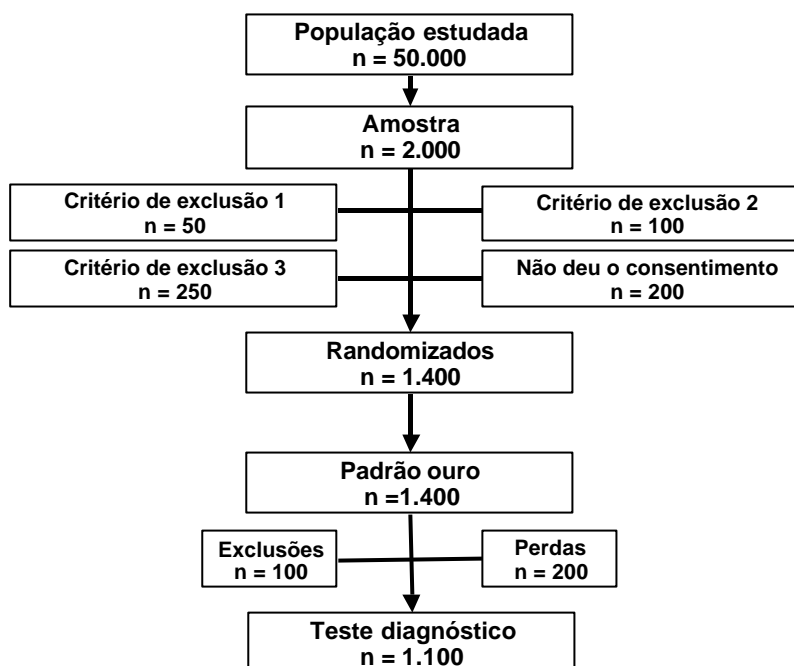 População estudada
n = 50.000
Amostra
n = 2.000
Critério de exclusão 1
n = 50
Critério de exclusão 2
n = 100
Critério de exclusão 3
n = 250
Não deu o consentimento
n = 200
Randomizados
n = 1.400
Padrão ouro
n =1.400
Exclusões
n = 100
Perdas
n = 200
Teste diagnóstico
n = 1.100